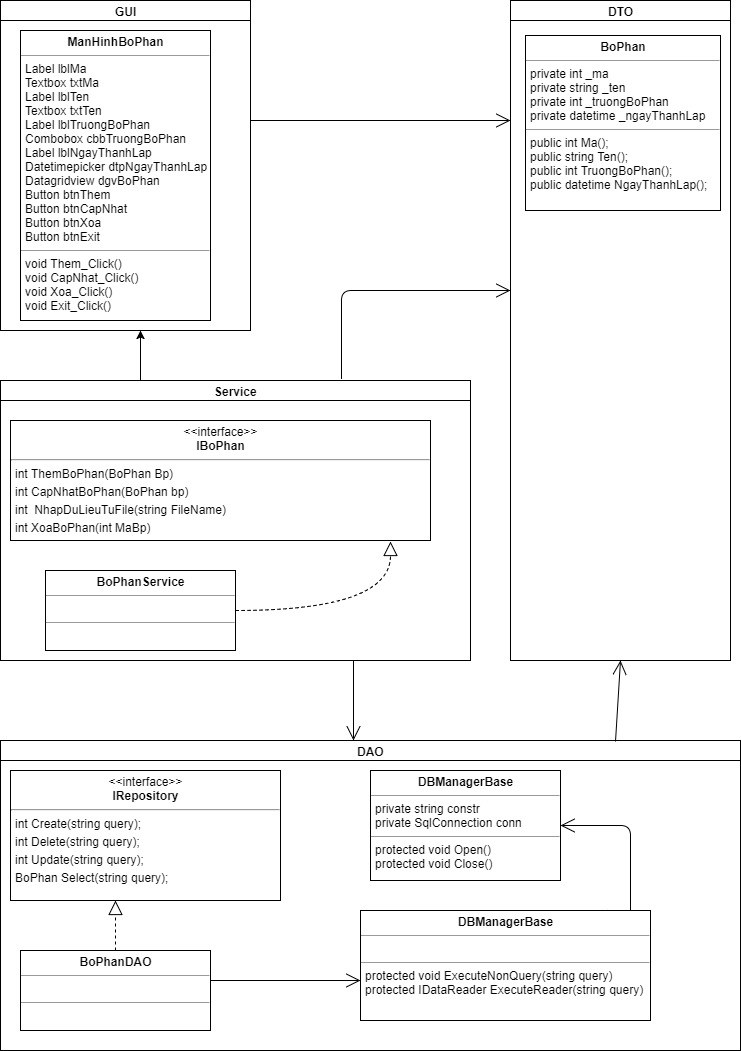 GUI
ManHinhBoPhan
Label lblMa
Textbox txtMa
Label lblTen
Textbox txtTen
Label lblTruongBoPhan
Combobox cbbTruongBoPhan
Label lblNgayThanhLap
Datetimepicker dtpNgayThanhLap
Datagridview dgvBoPhan
Button btnThem
Button btnCapNhat
Button btnXoa
Button btnExit
void Them_Click()
void CapNhat_Click()
void Xoa_Click()
void Exit_Click()
DTO
BoPhan
private int _ma
private string _ten
private int _truongBoPhan
private datetime _ngayThanhLap
public int Ma();
public string Ten();
public int TruongBoPhan();
public datetime NgayThanhLap();
Service
<<interface>>
IBoPhan
int ThemBoPhan(BoPhan Bp)
int CapNhatBoPhan(BoPhan bp)
int NhapDuLieuTuFile(string FileName)
int XoaBoPhan(int MaBp)
BoPhanService
DAO
<<interface>>
IRepository
int Create(string query);
int Delete(string query);
int Update(string query);
BoPhan Select(string query);
BoPhanDAO
DBManagerBase
private string constr
private SqlConnection conn
protected void Open()
protected void Close()
DBManagerBase
protected void ExecuteNonQuery(string query)
protected IDataReader ExecuteReader(string query)